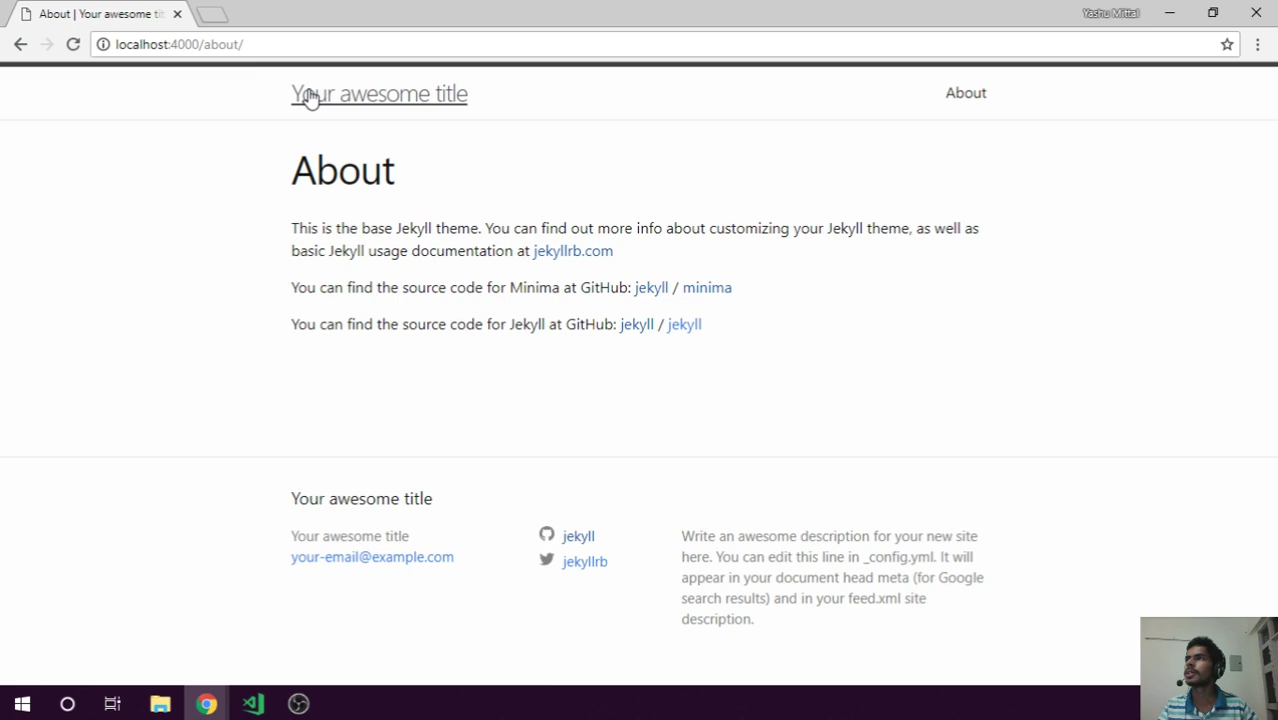 About | Your awesome tit
Yashu Mittal
localhost:4000/about/
Your awesome title
About
About
This is the base Jekyll theme. You can find out more info about customizing your Jekyll theme, as well as
basic Jekyll usage documentation at jekyllrb.com
You can find the source code for Minima at GitHub: jekyll / minima
You can find the source code for Jekyll at GitHub: jekyll / jekyll
Your awesome title
Your awesome title
your-email@example.com
jekyll
jekyllrb
Write an awesome description for your new site
here. You can edit this line in _config.yml. It will
appear in your document head meta (for Google
search results) and in your feed.xml site
description.